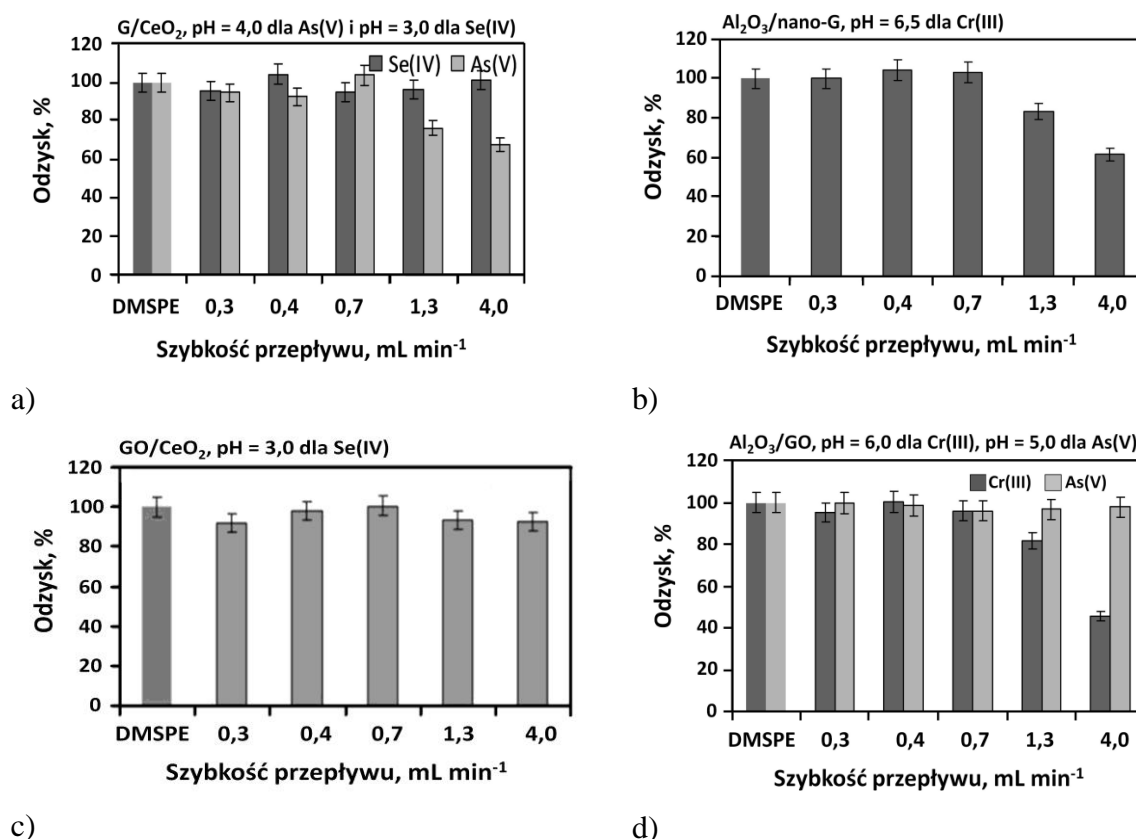 G/CeO₂, pH = 4,0 dla As(V) i pH = 3,0 dla Se(IV)
Se(IV) As(V)
120
100
80
60
40
20
0
Odzysk, %
DMSPE 0,3 0,4 0,7 1,3 4,0
Szybkość przepływu, mL min⁻¹
a)
Al₂O₃/nano-G, pH = 6,5 dla Cr(III)
120
100
80
60
40
20
0
Odzysk, %
DMSPE 0,3 0,4 0,7 1,3 4,0
Szybkość przepływu, mL min⁻¹
b)
GO/CeO₂, pH = 3,0 dla Se(IV)
120
100
80
60
40
20
0
Odzysk, %
DMSPE 0,3 0,4 0,7 1,3 4,0
Szybkość przepływu, mL min⁻¹
c)
Al₂O₃/GO, pH = 6,0 dla Cr(III), pH = 5,0 dla As(V)
Cr(III) As(V)
120
100
80
60
40
20
0
Odzysk, %
DMSPE 0,3 0,4 0,7 1,3 4,0
Szybkość przepływu, mL min⁻¹
d)